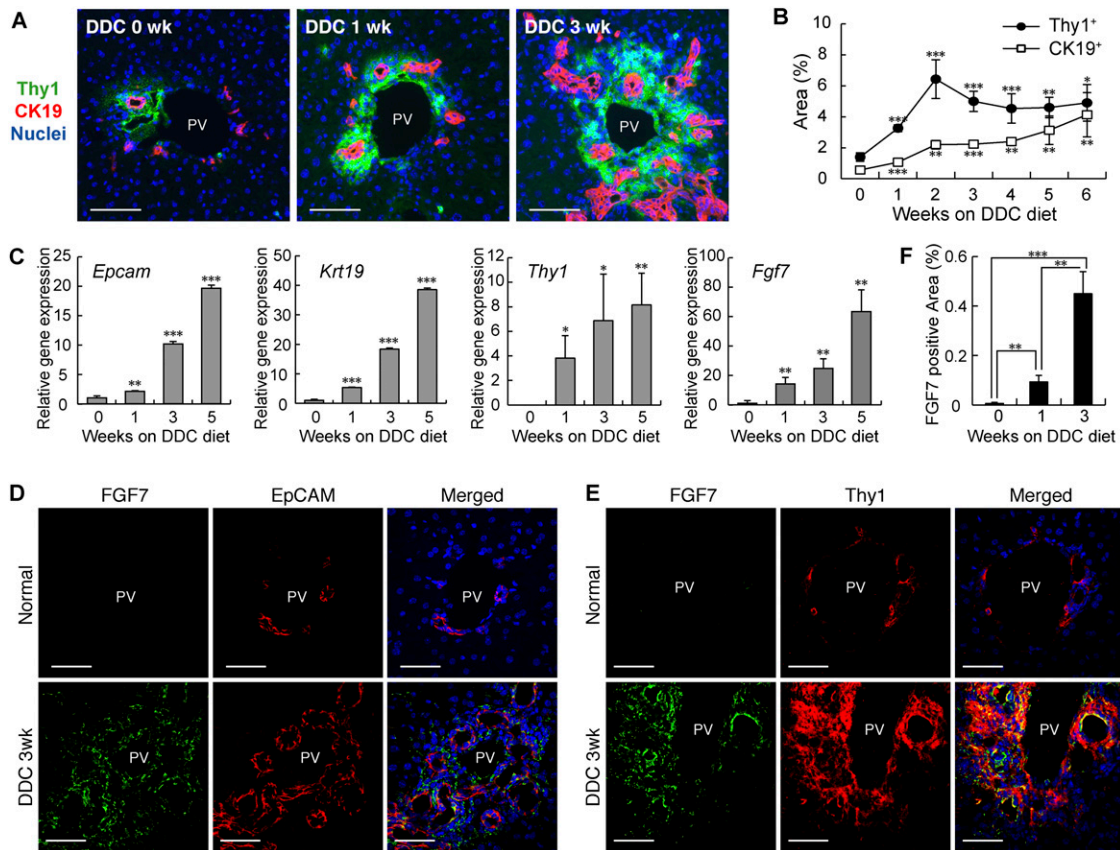 A
DDC 0 wk
DDC 1 wk
DDC 3 wk
Thy1
CK19
Nuclei
PV
PV
PV
B
Thy1+
CK19+
Area (%)
10
8
6
4
2
0
***
***
***
***
**
*
***
**
***
**
**
**
0 1 2 3 4 5 6
Weeks on DDC diet
C
Epcam
Relative gene expression
25
20
15
10
5
0
**
***
***
0 1 3 5
Weeks on DDC diet
Krt19
Relative gene expression
50
40
30
20
10
0
***
***
***
0 1 3 5
Weeks on DDC diet
Thy1
Relative gene expression
12
10
8
6
4
2
0
*
*
**
0 1 3 5
Weeks on DDC diet
Fgf7
Relative gene expression
100
80
60
40
20
0
**
**
**
0 1 3 5
Weeks on DDC diet
F
FGF7 positive Area (%)
0.6
0.4
0.2
0
***
**
**
0 1 3
Weeks on DDC diet
D
FGF7 EpCAM Merged
Normal
PV PV PV
DDC 3wk
PV PV PV
E
FGF7 Thy1 Merged
Normal
PV PV PV
DDC 3wk
PV PV PV